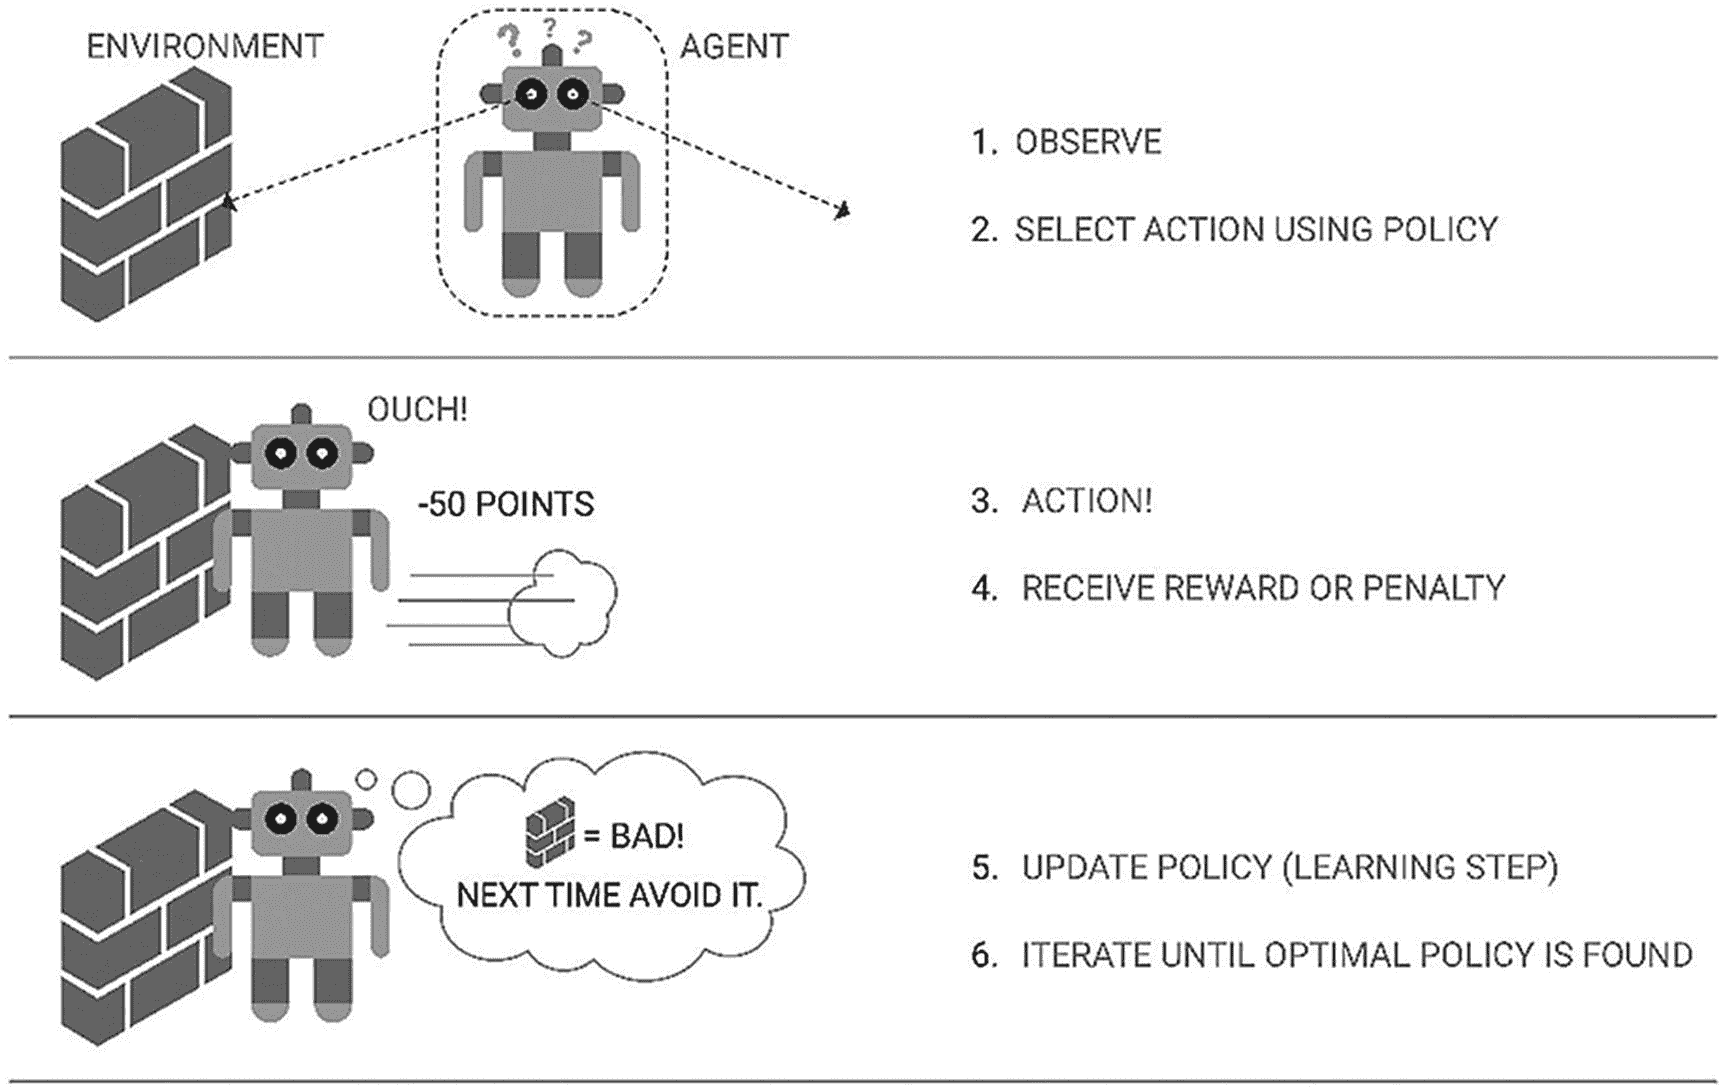 ENVIRONMENT
? ? ?
AGENT
1. OBSERVE
2. SELECT ACTION USING POLICY
OUCH!
-50 POINTS
3. ACTION!
4. RECEIVE REWARD OR PENALTY
= BAD!
NEXT TIME AVOID IT.
5. UPDATE POLICY (LEARNING STEP)
6. ITERATE UNTIL OPTIMAL POLICY IS FOUND